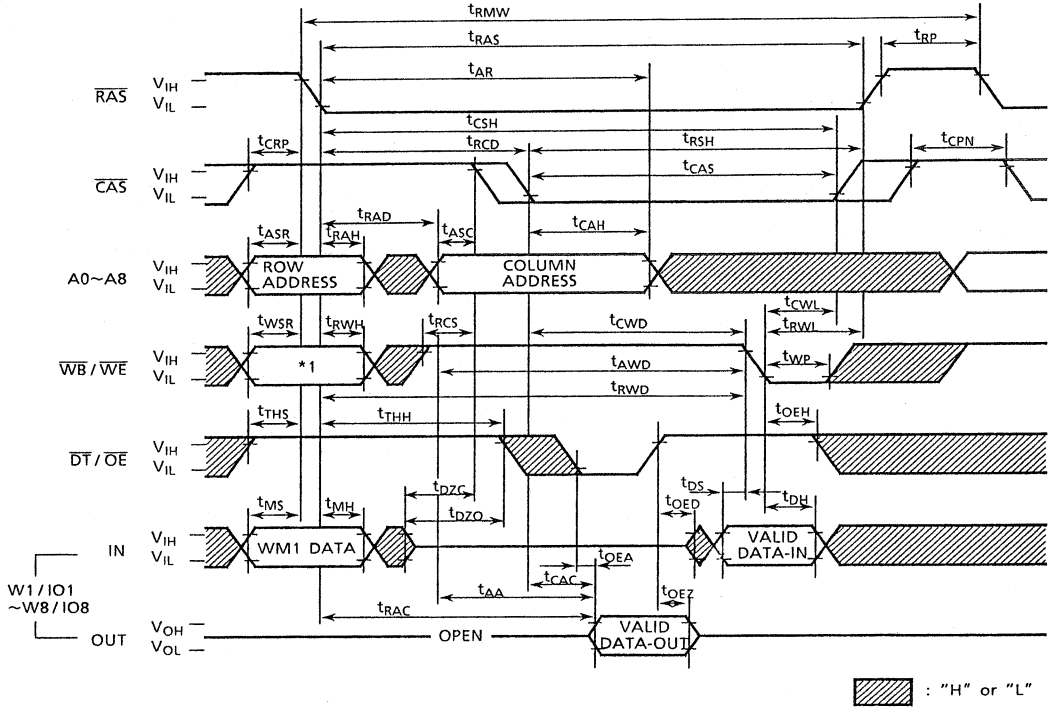 tRMW
tRAS
tRP
tAR
RAS
VIH
VIL
tCSH
tCRP
tRCD
tRSH
tCPN
tCAS
CAS
VIH
VIL
tRAD
tASR
tRAH
tASC
tCAH
A0~A8
VIH
VIL
ROW ADDRESS
COLUMN ADDRESS
tCWL
tWSR
tRWH
tRCS
tCWD
tRWL
WB / WE
VIH
VIL
*1
tAWD
tWP
tRWD
tTHS
tTHH
tOEH
DT / OE
VIH
VIL
tDS
tMS
tMH
tDZC
tOED
tDH
tDZO
IN
VIH
VIL
WM1 DATA
VALID DATA-IN
tOEA
tCAC
W1/IO1
~W8/IO8
tAA
tOEZ
tRAC
OUT
VOH
VOL
OPEN
VALID DATA-OUT
: "H" or "L"